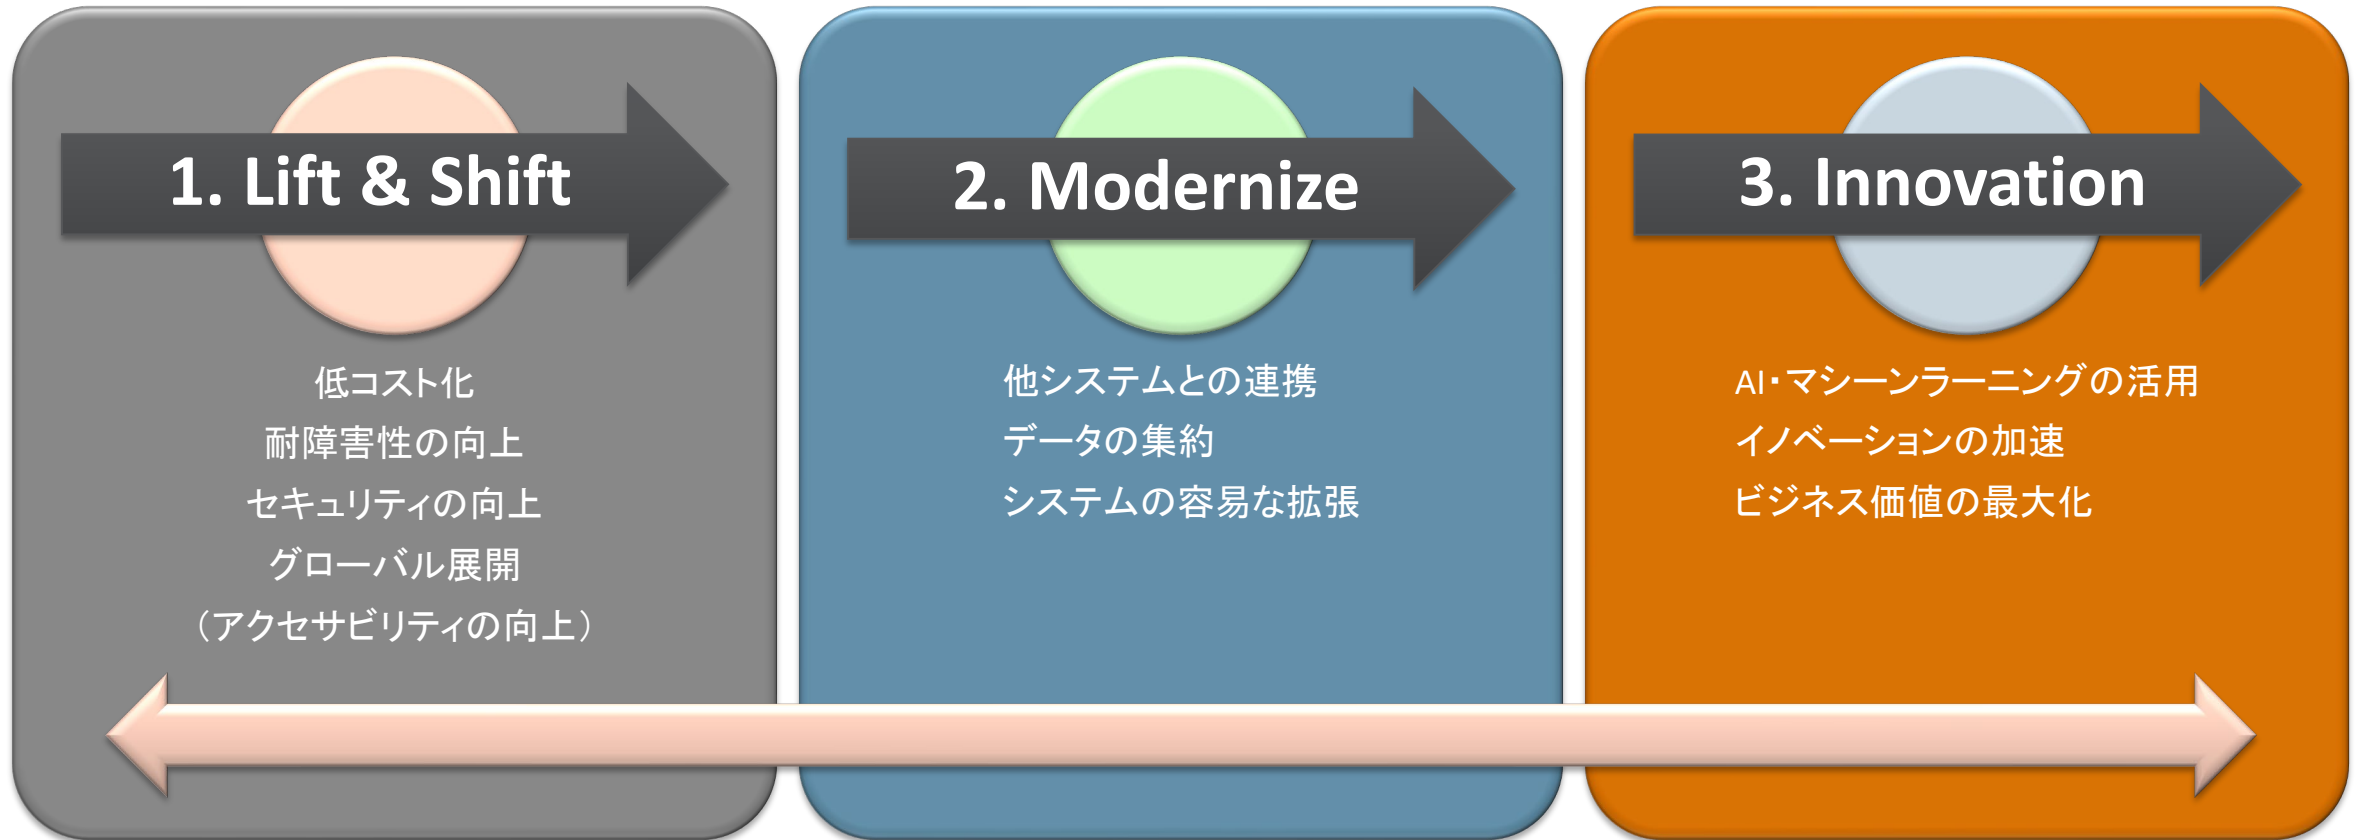 1. Lift & Shift
低コスト化
耐障害性の向上
セキュリティの向上
グローバル展開
（アクセサビリティの向上）
2. Modernize
他システムとの連携
データの集約
システムの容易な拡張
3. Innovation
AI・マシーンラーニングの活用
イノベーションの加速
ビジネス価値の最大化